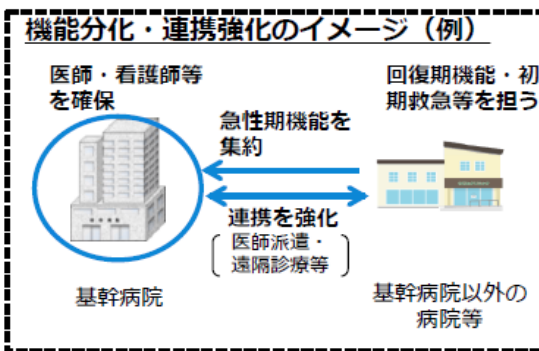 機能分化・連携強化のイメージ（例）
医師・看護師等
を確保
回復期機能・初
期救急等を担う
急性期機能を
集約
連携を強化
医師派遣・
遠隔診療等
基幹病院
基幹病院以外の
病院等